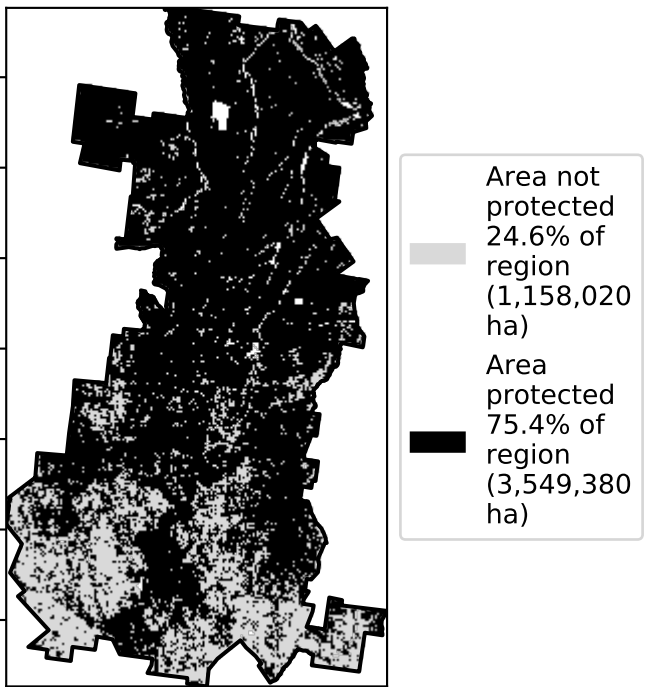 Area not
protected
24.6% of
region
(1,158,020
ha)
Area
protected
75.4% of
region
(3,549,380
ha)